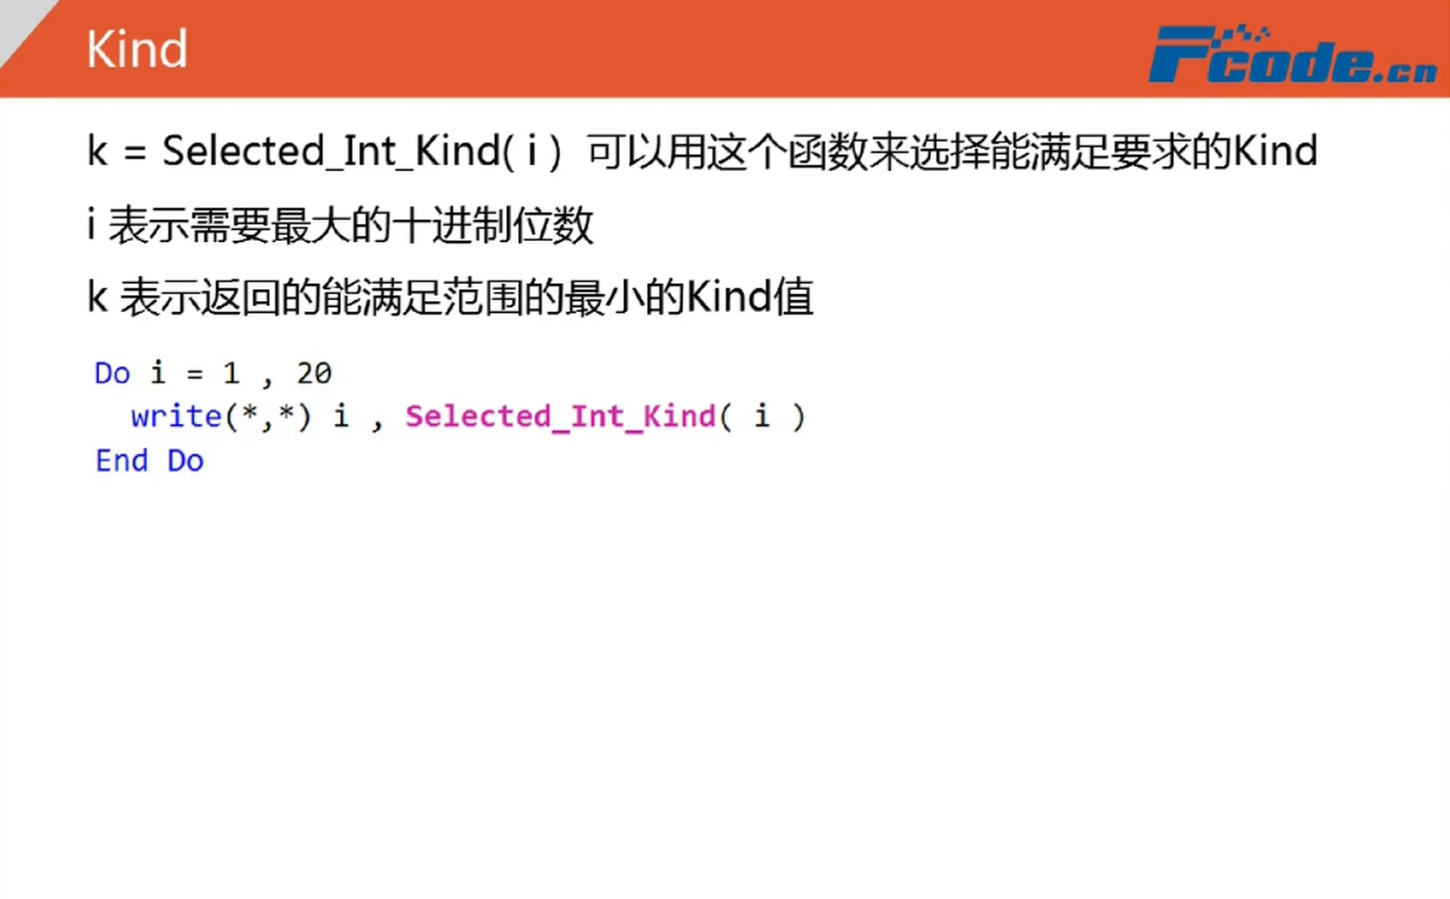 Kind
Fcode.cn
k = Selected_Int_Kind( i ) 可以用这个函数来选择能满足要求的Kind
i 表示需要最大的十进制位数
k 表示返回的能满足范围的最小的Kind值
Do i = 1 , 20
  write(*,*) i , Selected_Int_Kind( i )
End Do